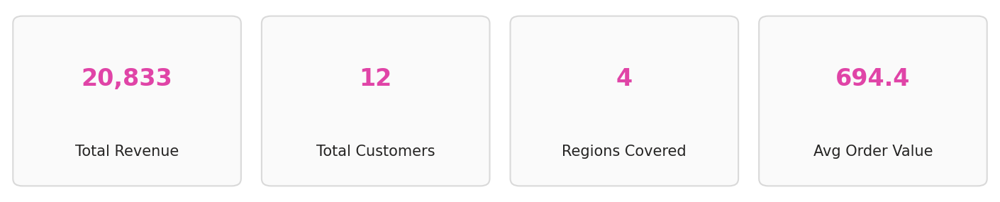 20,833
Total Revenue
12
Total Customers
4
Regions Covered
694.4
Avg Order Value